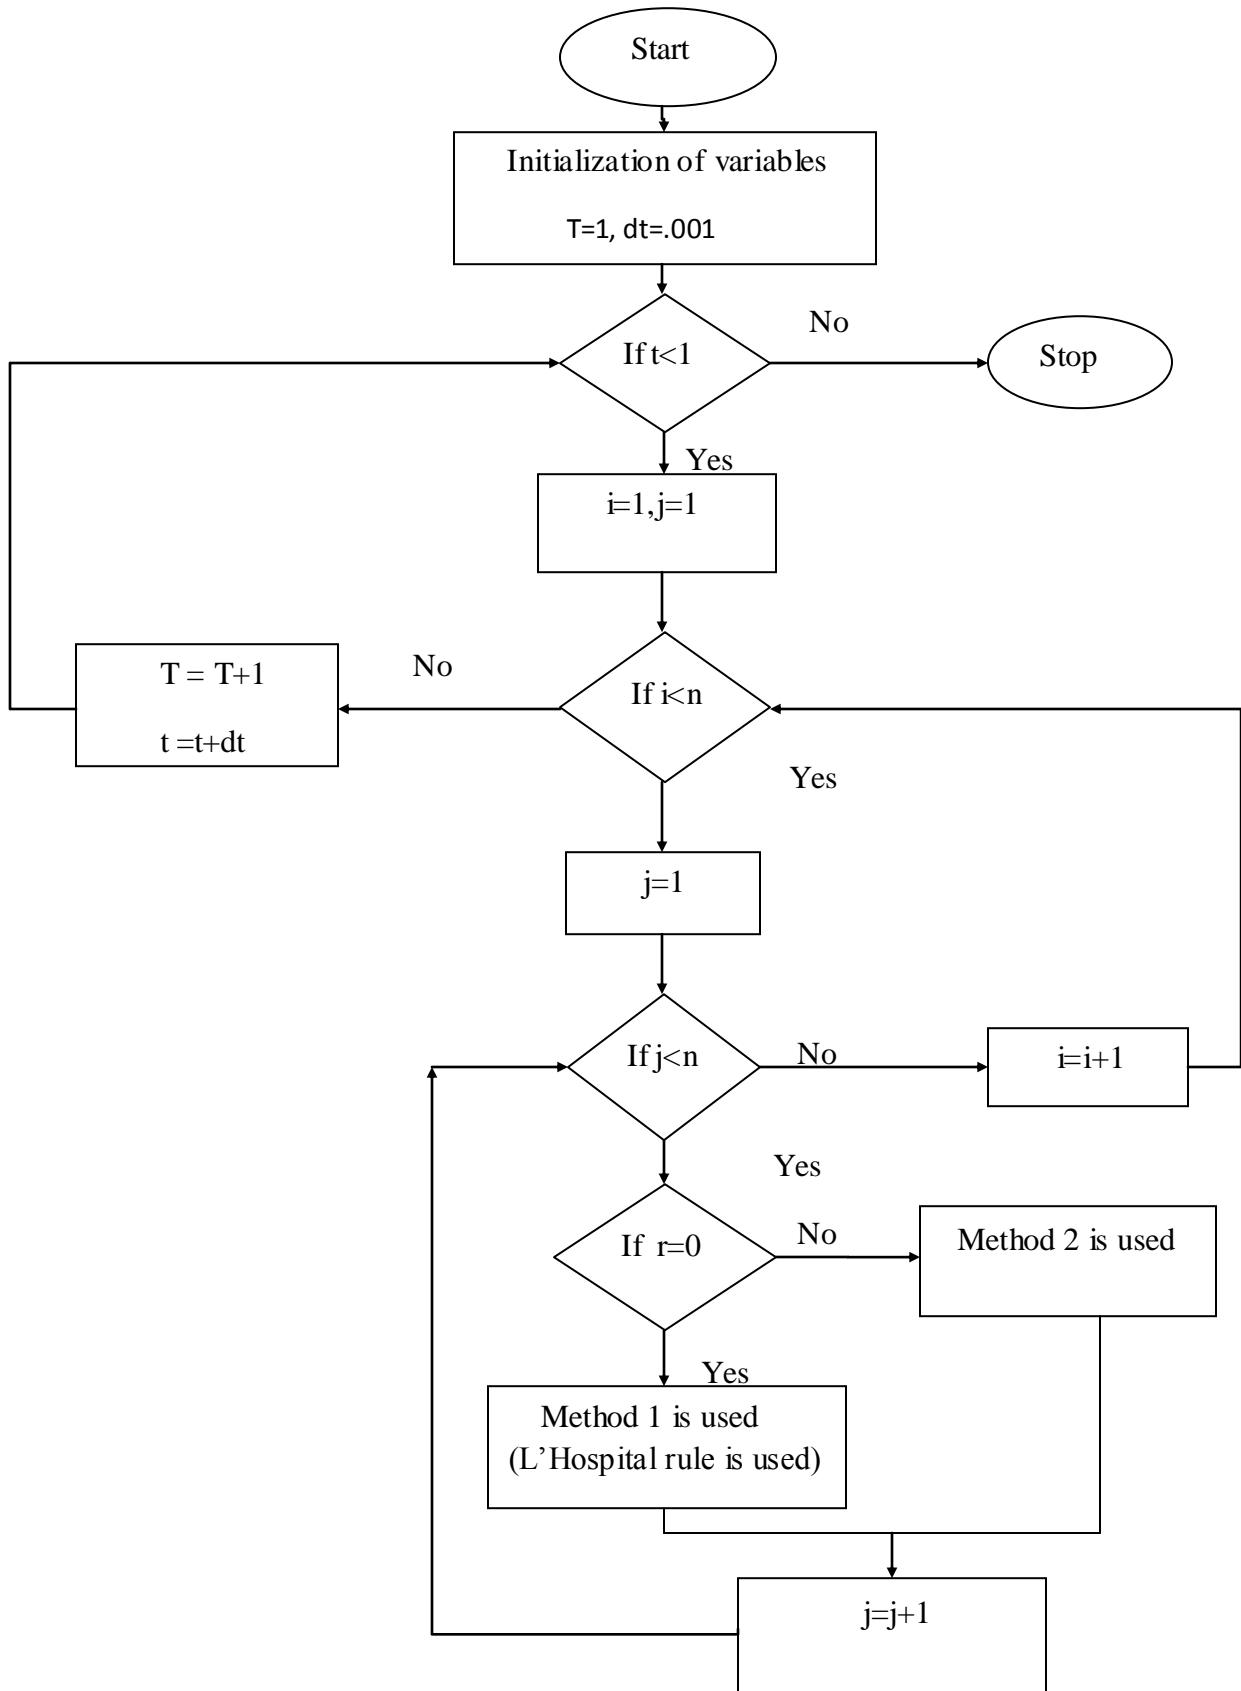 Start
Initialization of variables
T=1, dt=.001
If t<1
No
Stop
Yes
i=1,j=1
T = T+1
t =t+dt
No
If i<n
Yes
j=1
If j<n
No
i=i+1
Yes
If r=0
No
Method 2 is used
Yes
Method 1 is used
(L’Hospital rule is used)
j=j+1